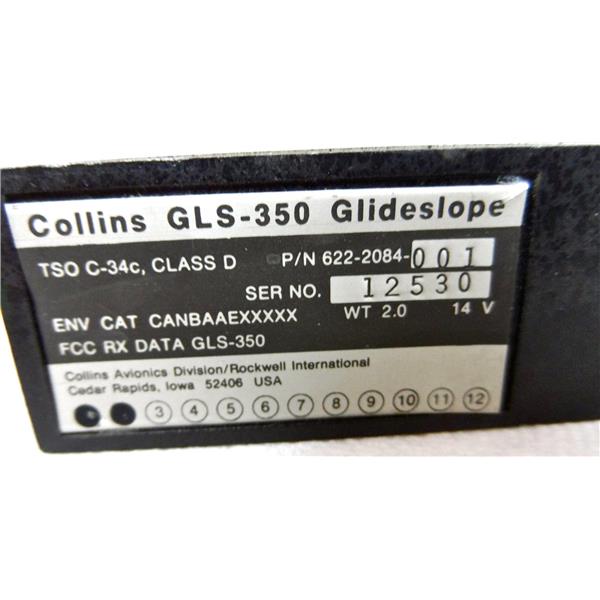 Collins GLS-350 Glideslope
TSO C-34c, CLASS D P/N 622-2084-001
SER NO. 12530
ENV CAT CANBAAEXXXXX WT 2.0 14 V
FCC RX DATA GLS-350
Collins Avionics Division/Rockwell International
Cedar Rapids, Iowa 52406 USA
3 4 5 6 7 8 9 10 11 12